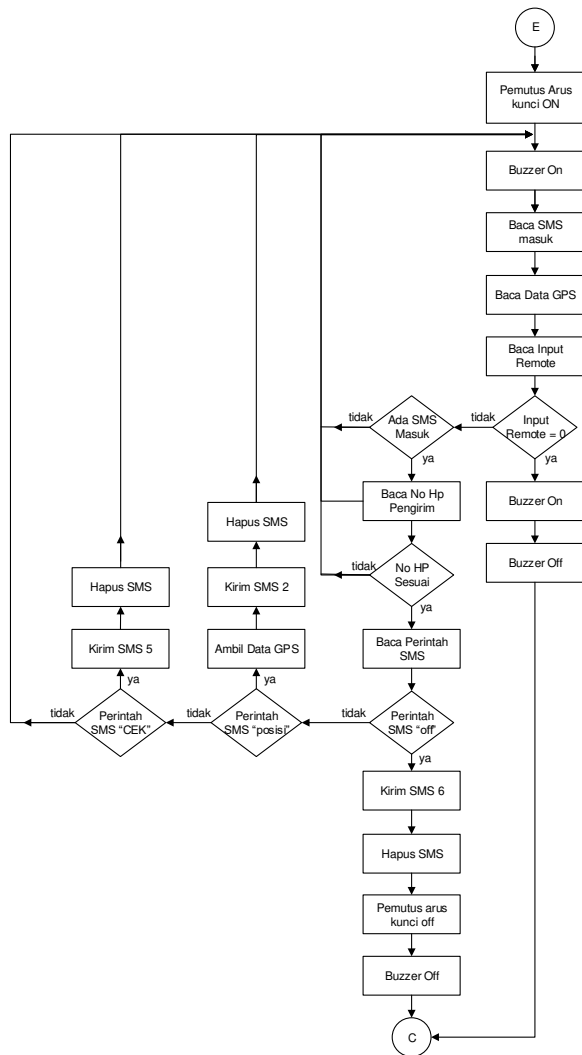 E
Pemutus Arus
kunci ON
Buzzer On
Baca SMS
masuk
Baca Data GPS
Baca Input
Remote
Input
Remote = 0
tidak
ya
Ada SMS
Masuk
tidak
ya
Buzzer On
Buzzer Off
Baca No Hp
Pengirim
No HP
Sesuai
tidak
ya
Baca Perintah
SMS
Perintah
SMS “off”
tidak
ya
Perintah
SMS “posisi”
tidak
ya
Ambil Data GPS
Kirim SMS 2
Hapus SMS
Perintah
SMS “CEK”
tidak
ya
Kirim SMS 5
Hapus SMS
Kirim SMS 6
Hapus SMS
Pemutus arus
kunci off
Buzzer Off
C